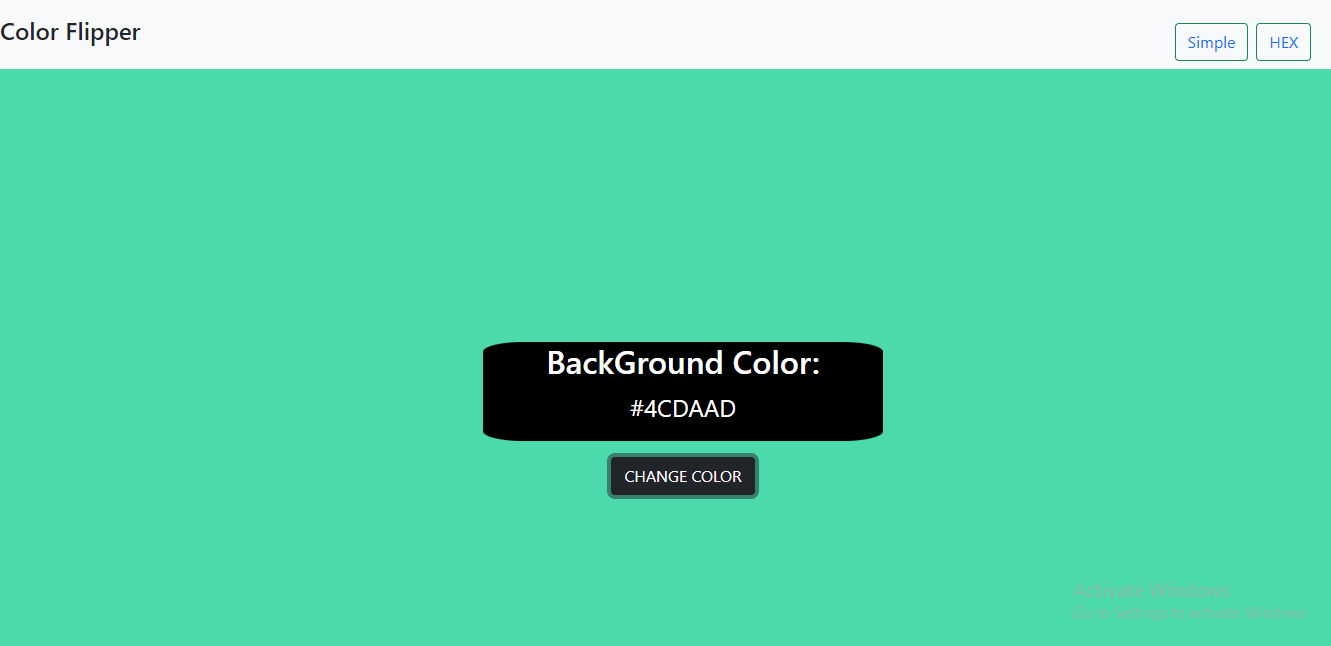 Color Flipper
Simple
HEX
BackGround Color:
#4CDAAD
CHANGE COLOR
Activate Windows
Go to Settings to activate Windows.